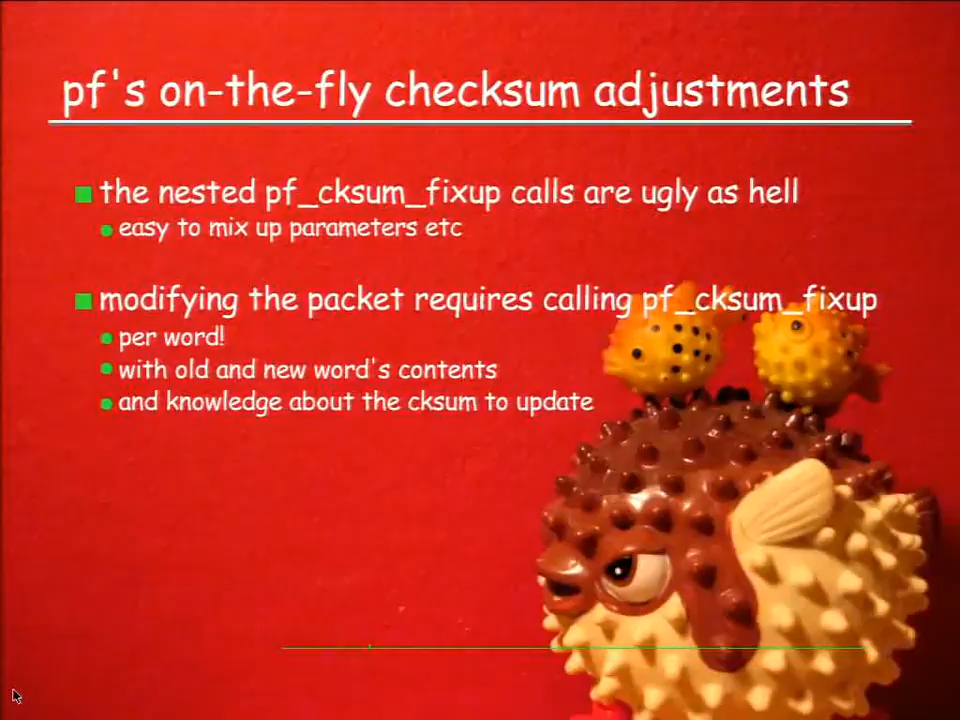 pf's on-the-fly checksum adjustments
the nested pf_cksum_fixup calls are ugly as hell
easy to mix up parameters etc
modifying the packet requires calling pf_cksum_fixup
per word!
with old and new word's contents
and knowledge about the cksum to update